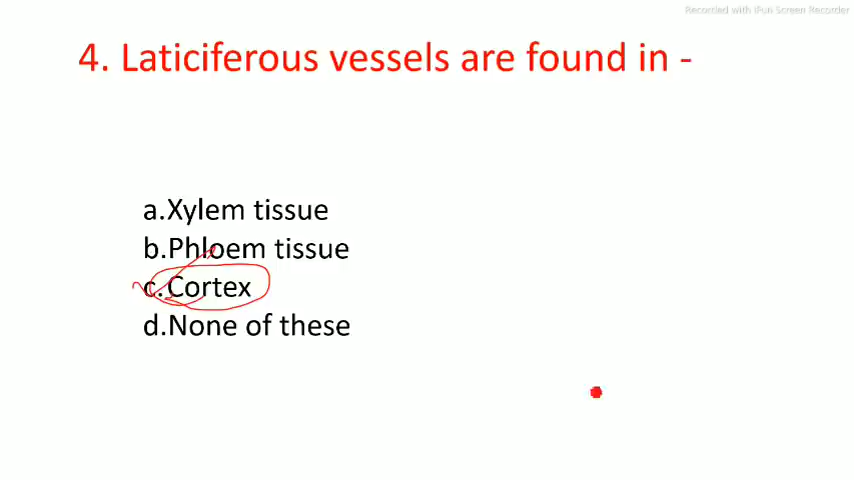 Recorded with iFun Screen Recorder
4. Laticiferous vessels are found in -
a.Xylem tissue
b.Phloem tissue
c.Cortex
d.None of these